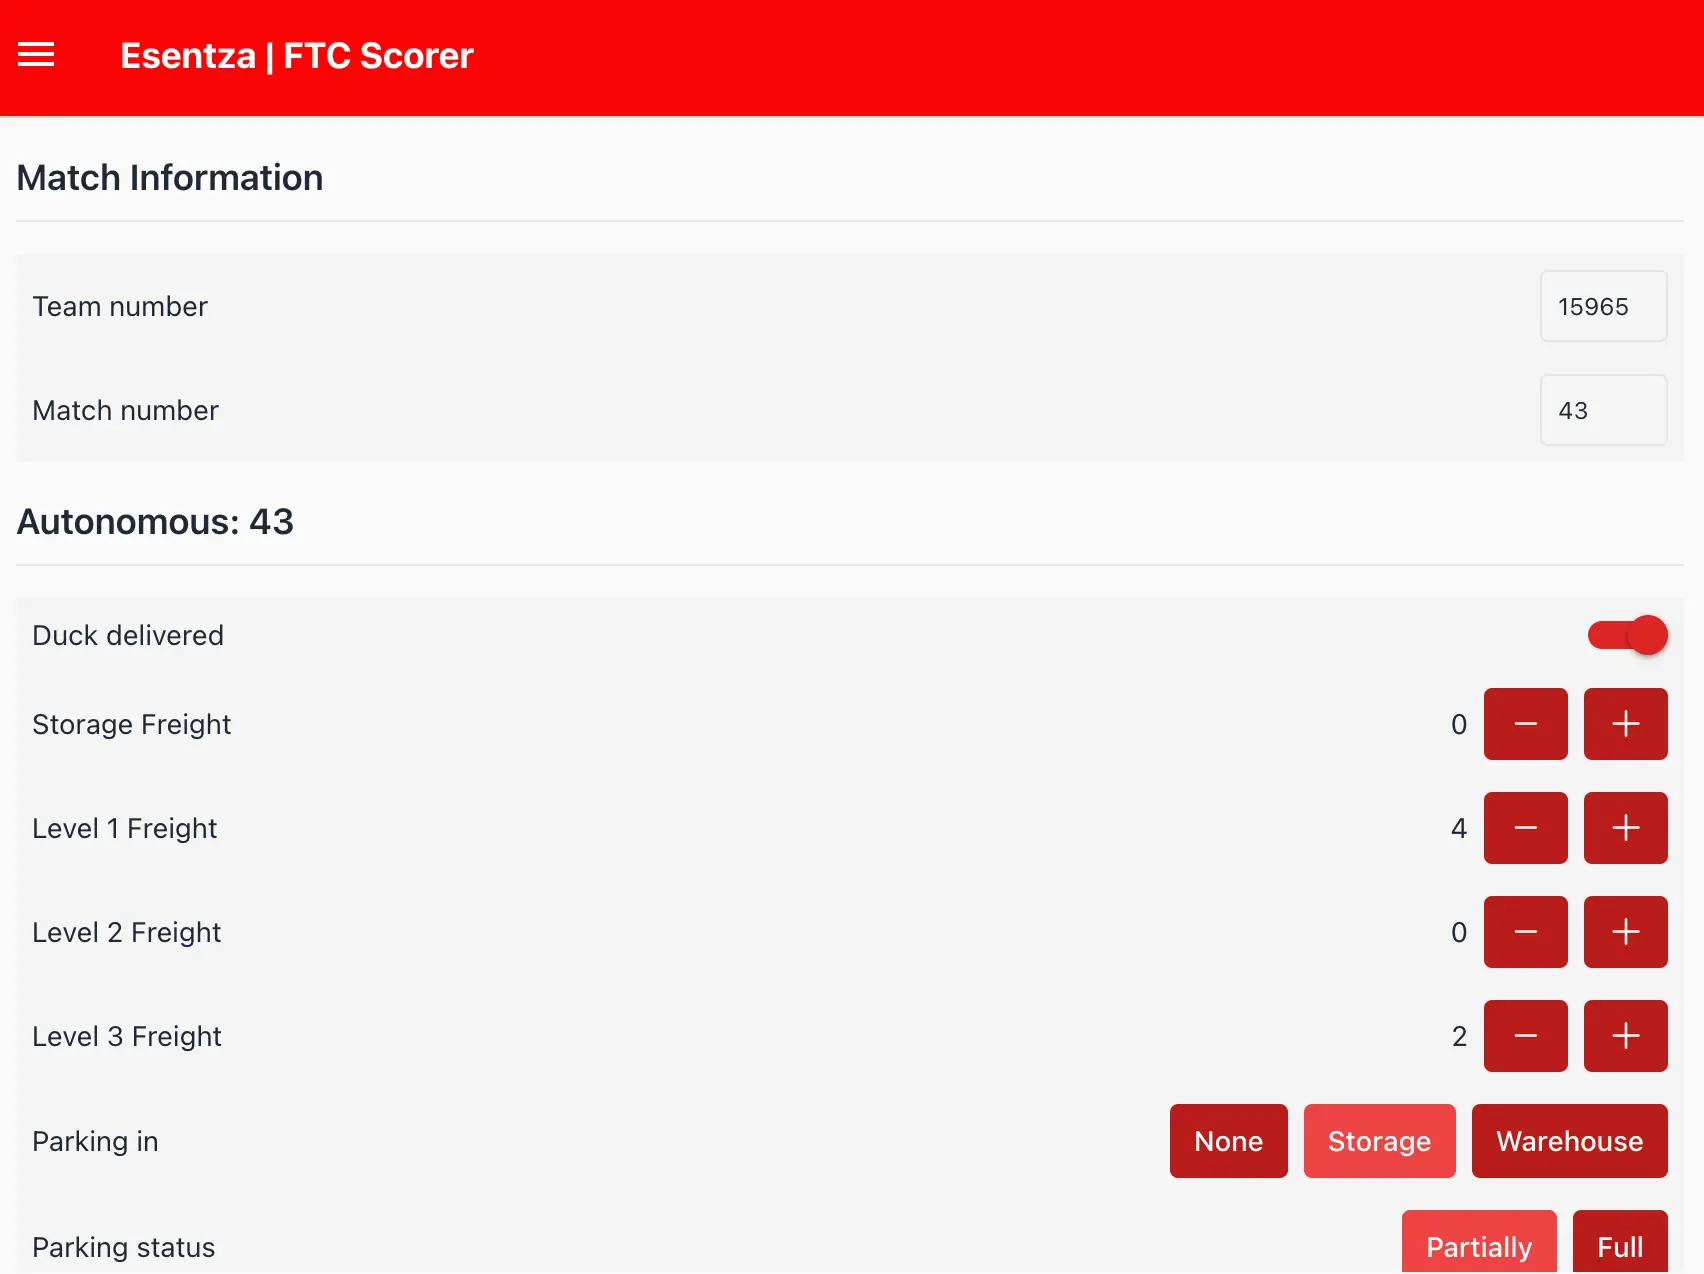 Esentza | FTC Scorer
Match Information
Team number 15965
Match number 43
Autonomous: 43
Duck delivered
Storage Freight 0 − +
Level 1 Freight 4 − +
Level 2 Freight 0 − +
Level 3 Freight 2 − +
Parking in None Storage Warehouse
Parking status Partially Full